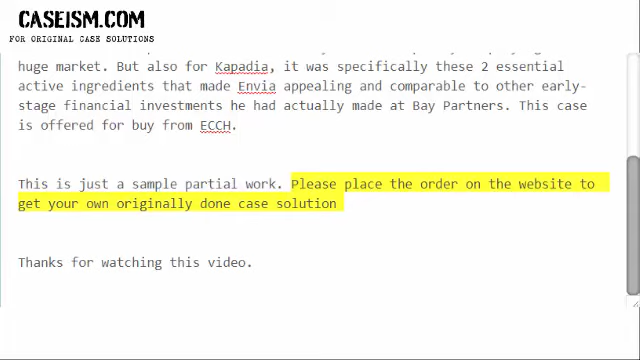 CASEISM.COM
FOR ORIGINAL CASE SOLUTIONS
huge market. But also for Kapadia, it was specifically these 2 essential
active ingredients that made Envia appealing and comparable to other early-
stage financial investments he had actually made at Bay Partners. This case
is offered for buy from ECCH.
This is just a sample partial work. Please place the order on the website to
get your own originally done case solution
Thanks for watching this video.